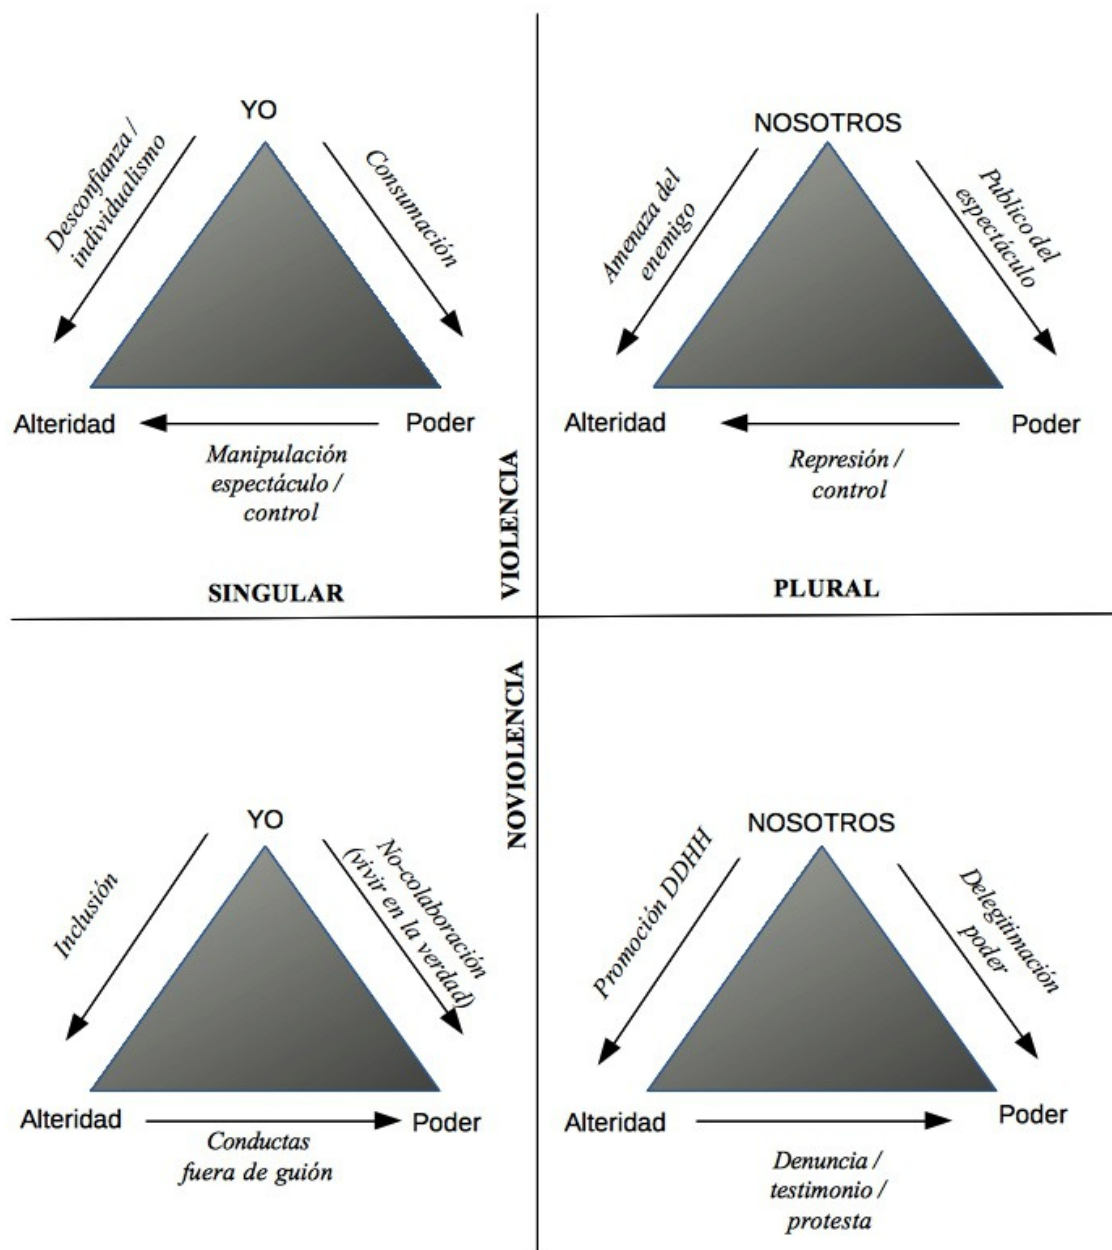 YO
Desconfianza /
individualismo
Consumación
Alteridad
Poder
Manipulación
espectáculo /
control
NOSOTROS
Amenaza del
enemigo
Publico del
espectáculo
Alteridad
Poder
Represión /
control
VIOLENCIA
SINGULAR
PLURAL
NOVIOLENCIA
YO
Inclusión
No-colaboración
(vivir en la verdad)
Alteridad
Poder
Conductas
fuera de guión
NOSOTROS
Promoción DDHH
Delegitimación
poder
Alteridad
Poder
Denuncia /
testimonio /
protesta